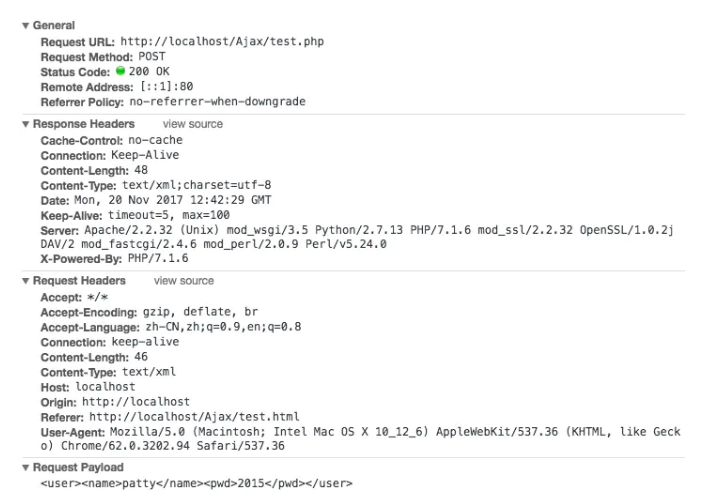 ▼ General
Request URL: http://localhost/Ajax/test.php
Request Method: POST
Status Code: 200 OK
Remote Address: [::1]:80
Referrer Policy: no-referrer-when-downgrade
▼ Response Headers view source
Cache-Control: no-cache
Connection: Keep-Alive
Content-Length: 48
Content-Type: text/xml;charset=utf-8
Date: Mon, 20 Nov 2017 12:42:29 GMT
Keep-Alive: timeout=5, max=100
Server: Apache/2.2.32 (Unix) mod_wsgi/3.5 Python/2.7.13 PHP/7.1.6 mod_ssl/2.2.32 OpenSSL/1.0.2j
DAV/2 mod_fastcgi/2.4.6 mod_perl/2.0.9 Perl/v5.24.0
X-Powered-By: PHP/7.1.6
▼ Request Headers view source
Accept: */*
Accept-Encoding: gzip, deflate, br
Accept-Language: zh-CN,zh;q=0.9,en;q=0.8
Connection: keep-alive
Content-Length: 46
Content-Type: text/xml
Host: localhost
Origin: http://localhost
Referer: http://localhost/Ajax/test.html
User-Agent: Mozilla/5.0 (Macintosh; Intel Mac OS X 10_12_6) AppleWebKit/537.36 (KHTML, like Geck
o) Chrome/62.0.3202.94 Safari/537.36
▼ Request Payload
<user><name>patty</name><pwd>2015</pwd></user>